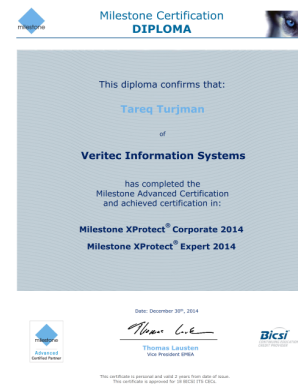 Milestone Certification
DIPLOMA
milestone
This diploma confirms that:
Tareq Turjman
of
Veritec Information Systems
has completed the
Milestone Advanced Certification
and achieved certification in:
Milestone XProtect® Corporate 2014
Milestone XProtect® Expert 2014
Date: December 30th, 2014
milestone
Advanced
Certified Partner
Thomas Lausten
Vice President EMEA
Bicsi
This certificate is personal and valid 2 years from date of issue.
This certificate is approved for 18 BICSI ITS CECs.